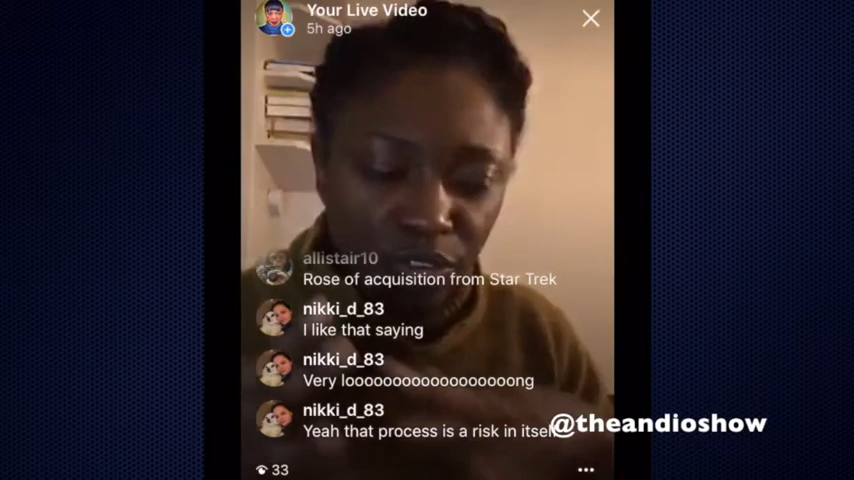 Your Live Video
5h ago
allistair10
Rose of acquisition from Star Trek
nikki_d_83
I like that saying
nikki_d_83
Very looooooooooooooooong
nikki_d_83
Yeah that process is a risk in itself
@theandioshow
33